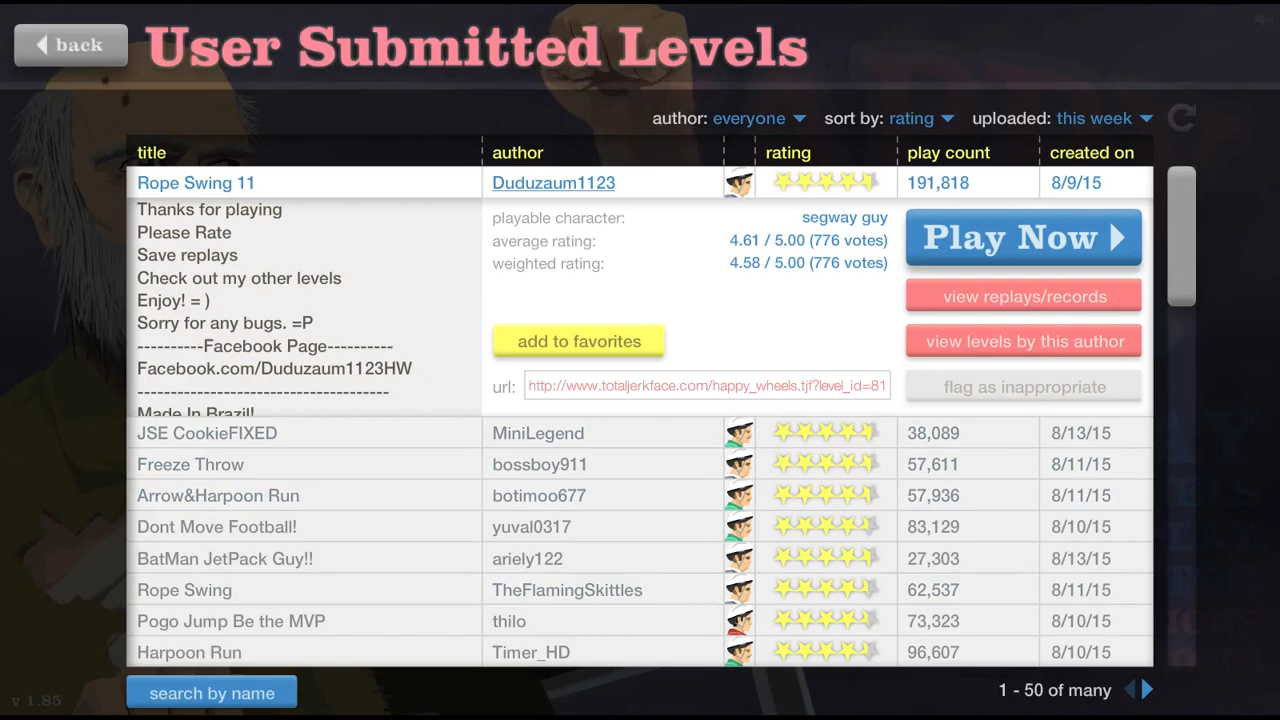 back
User Submitted Levels
author: everyone sort by: rating uploaded: this week
title author rating play count created on
Rope Swing 11 Duduzaum1123 191,818 8/9/15
Thanks for playing
Please Rate
Save replays
Check out my other levels
Enjoy! = )
Sorry for any bugs. =P
----------Facebook Page----------
Facebook.com/Duduzaum1123HW
------------------------------------
Made In Brazil!
playable character: segway guy
average rating: 4.61 / 5.00 (776 votes)
weighted rating: 4.58 / 5.00 (776 votes)
add to favorites
url: http://www.totaljerkface.com/happy_wheels.tjf?level_id=81
Play Now
view replays/records
view levels by this author
flag as inappropriate
JSE CookieFIXED MiniLegend 38,089 8/13/15
Freeze Throw bossboy911 57,611 8/11/15
Arrow&Harpoon Run botimoo677 57,936 8/11/15
Dont Move Football! yuval0317 83,129 8/10/15
BatMan JetPack Guy!! ariely122 27,303 8/13/15
Rope Swing TheFlamingSkittles 62,537 8/11/15
Pogo Jump Be the MVP thilo 73,323 8/10/15
Harpoon Run Timer_HD 96,607 8/10/15
v 1.85
search by name
1 - 50 of many